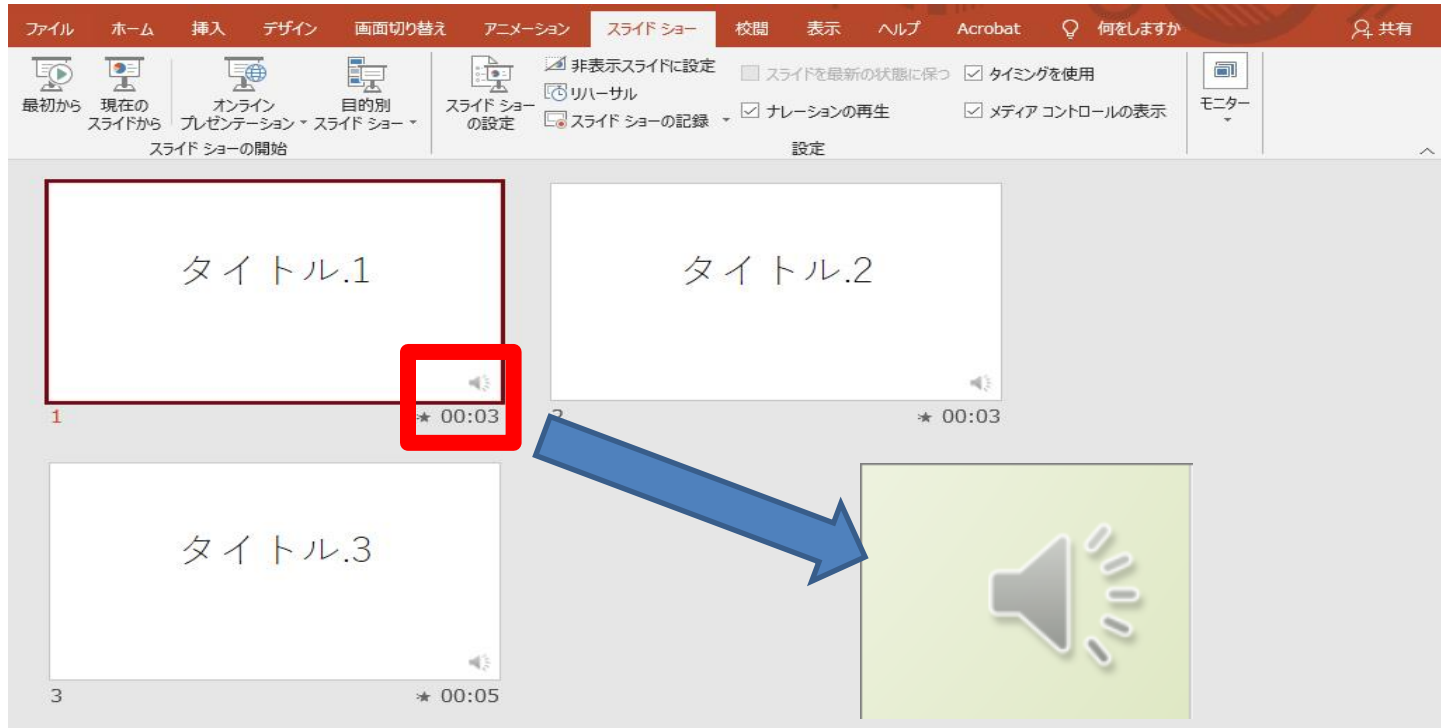 ファイル ホーム 挿入 デザイン 画面切り替え アニメーション スライド ショー 校閲 表示 ヘルプ Acrobat 何をしますか 共有
最初から
現在の
スライドから
オンライン
プレゼンテーション
目的別
スライド ショー
スライド ショーの開始
スライド ショー
の設定
非表示スライドに設定
リハーサル
スライド ショーの記録
スライドを最新の状態に保つ
ナレーションの再生
タイミングを使用
メディア コントロールの表示
設定
モニター
タイトル.1
1 00:03
タイトル.2
2 00:03
タイトル.3
3 00:05